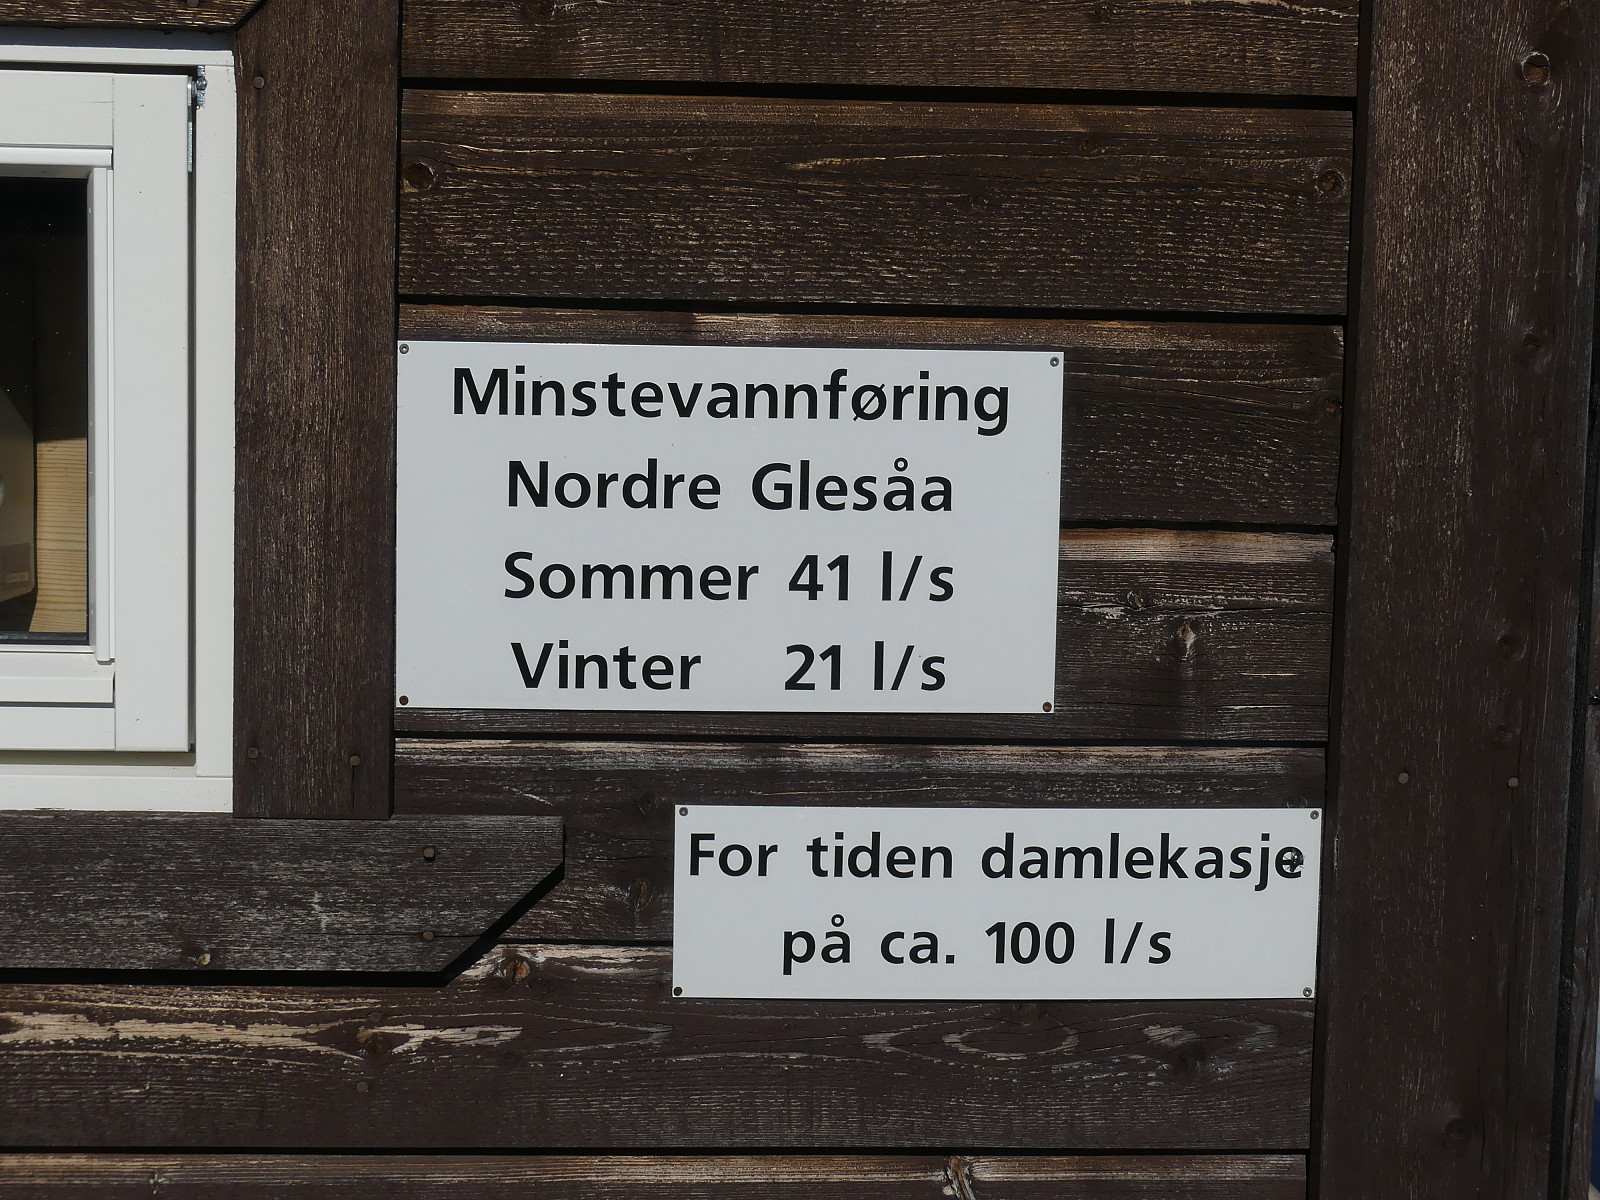 Minstevannføring
Nordre Glesåa
Sommer 41 l/s
Vinter 21 l/s
For tiden damlekasje
på ca. 100 l/s